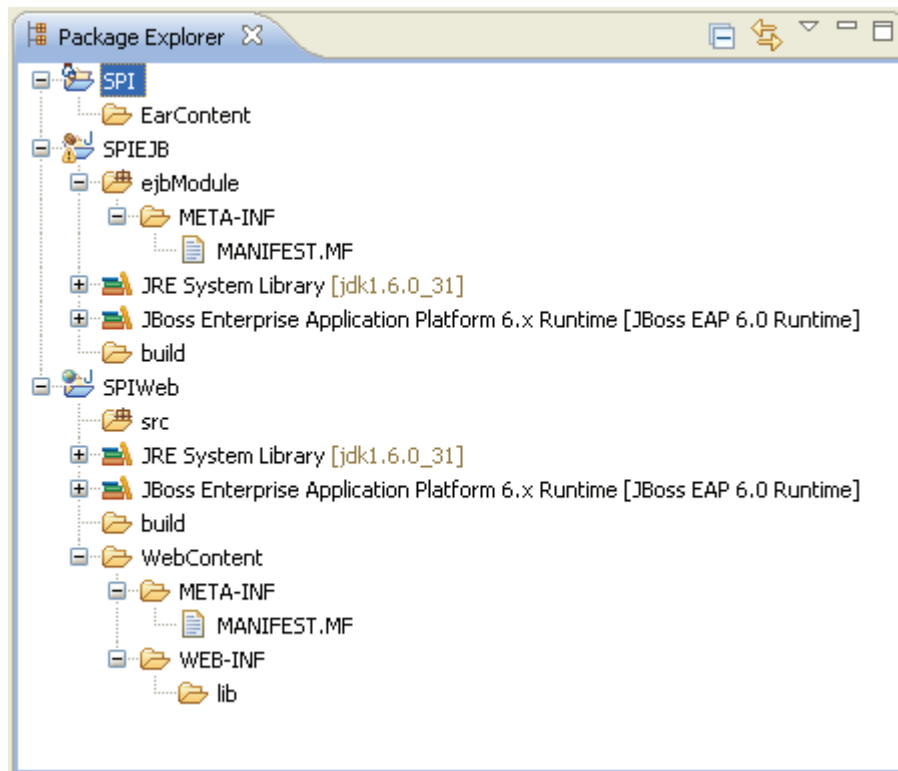 Package Explorer
SPI
EarContent
SPIEJB
ejbModule
META-INF
MANIFEST.MF
JRE System Library [jdk1.6.0_31]
JBoss Enterprise Application Platform 6.x Runtime [JBoss EAP 6.0 Runtime]
build
SPIWeb
src
JRE System Library [jdk1.6.0_31]
JBoss Enterprise Application Platform 6.x Runtime [JBoss EAP 6.0 Runtime]
build
WebContent
META-INF
MANIFEST.MF
WEB-INF
lib